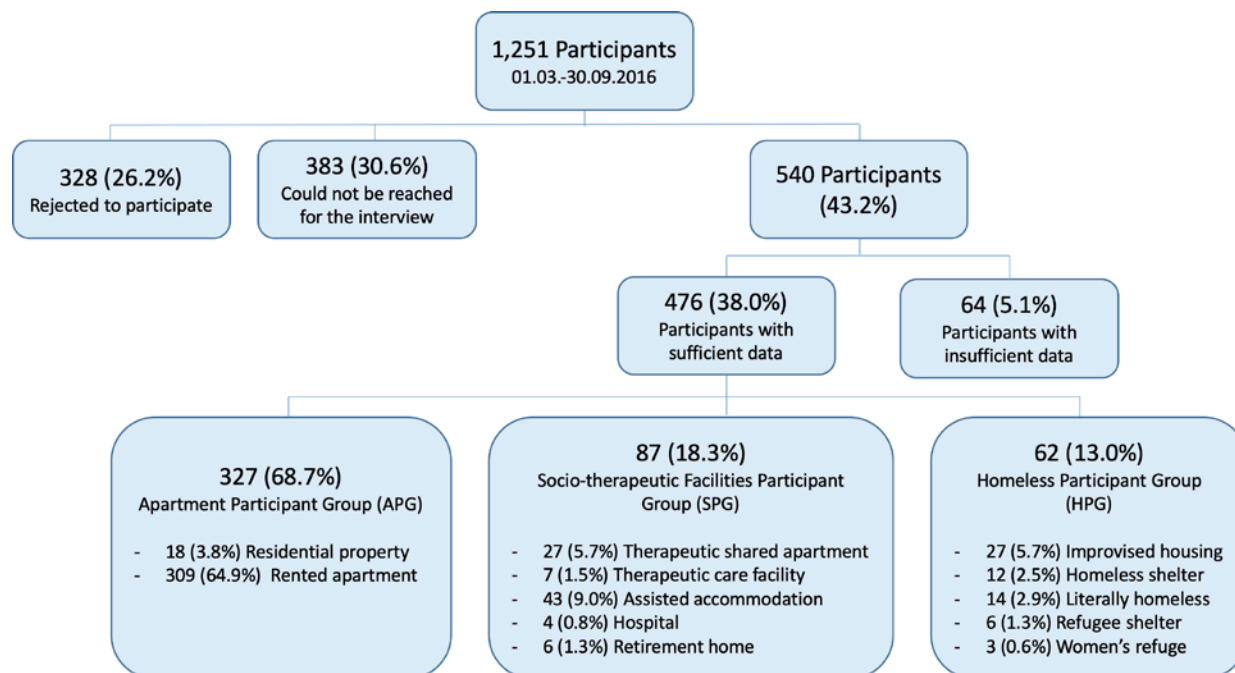 1,251 Participants
01.03.-30.09.2016
328 (26.2%)
Rejected to participate
383 (30.6%)
Could not be reached
for the interview
540 Participants
(43.2%)
476 (38.0%)
Participants with
sufficient data
64 (5.1%)
Participants with
insufficient data
327 (68.7%)
Apartment Participant Group (APG)
- 18 (3.8%) Residential property
- 309 (64.9%) Rented apartment
87 (18.3%)
Socio-therapeutic Facilities Participant
Group (SPG)
- 27 (5.7%) Therapeutic shared apartment
- 7 (1.5%) Therapeutic care facility
- 43 (9.0%) Assisted accommodation
- 4 (0.8%) Hospital
- 6 (1.3%) Retirement home
62 (13.0%)
Homeless Participant Group
(HPG)
- 27 (5.7%) Improvised housing
- 12 (2.5%) Homeless shelter
- 14 (2.9%) Literally homeless
- 6 (1.3%) Refugee shelter
- 3 (0.6%) Women's refuge